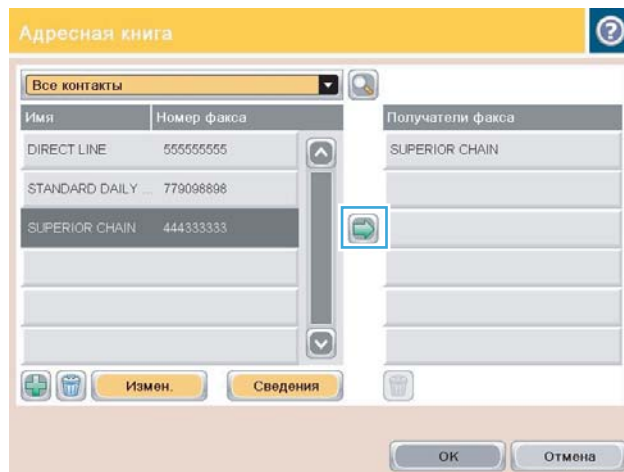 Адресная книга
Все контакты
Имя Номер факса Получатели факса
DIRECT LINE 555555555 SUPERIOR CHAIN
STANDARD DAILY ... 779098898
SUPERIOR CHAIN 444333333
Измен. Сведения
OK Отмена